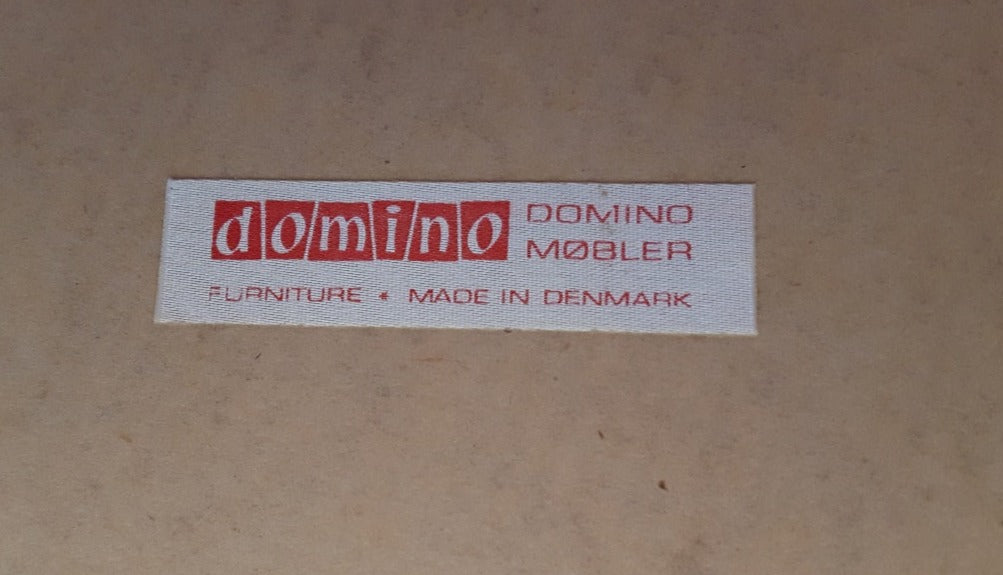 domino
DOMINO
MØBLER
FURNITURE * MADE IN DENMARK